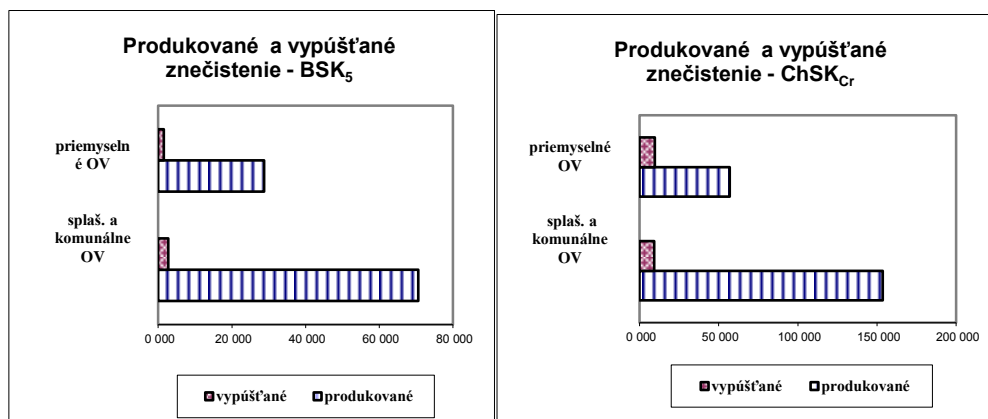 Produkované a vypúšťané
znečistenie - BSK5
priemyseln
é OV
splaš. a
komunálne
OV
0 000 20 000 40 000 60 000 80 000
vypúšťané produkované
Produkované a vypúšťané
znečistenie - ChSKCr
priemyselné
OV
splaš. a
komunálne
OV
0 000 50 000 100 000 150 000 200 000
vypúšťané produkované